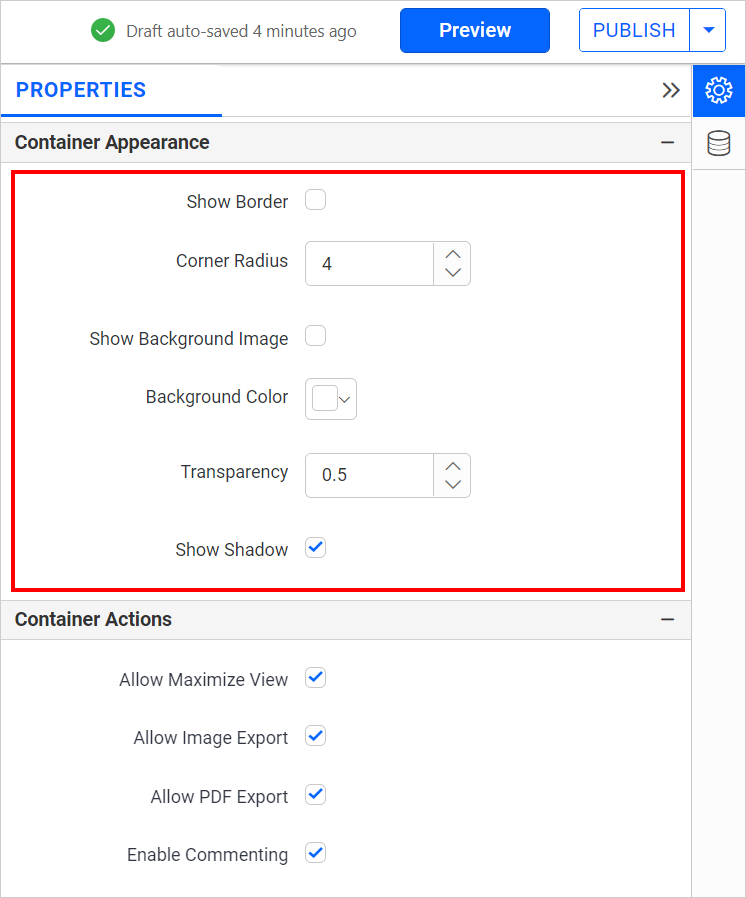 Draft auto-saved 4 minutes ago
Preview
PUBLISH
PROPERTIES
Container Appearance
Show Border
Corner Radius 4
Show Background Image
Background Color
Transparency 0.5
Show Shadow
Container Actions
Allow Maximize View
Allow Image Export
Allow PDF Export
Enable Commenting